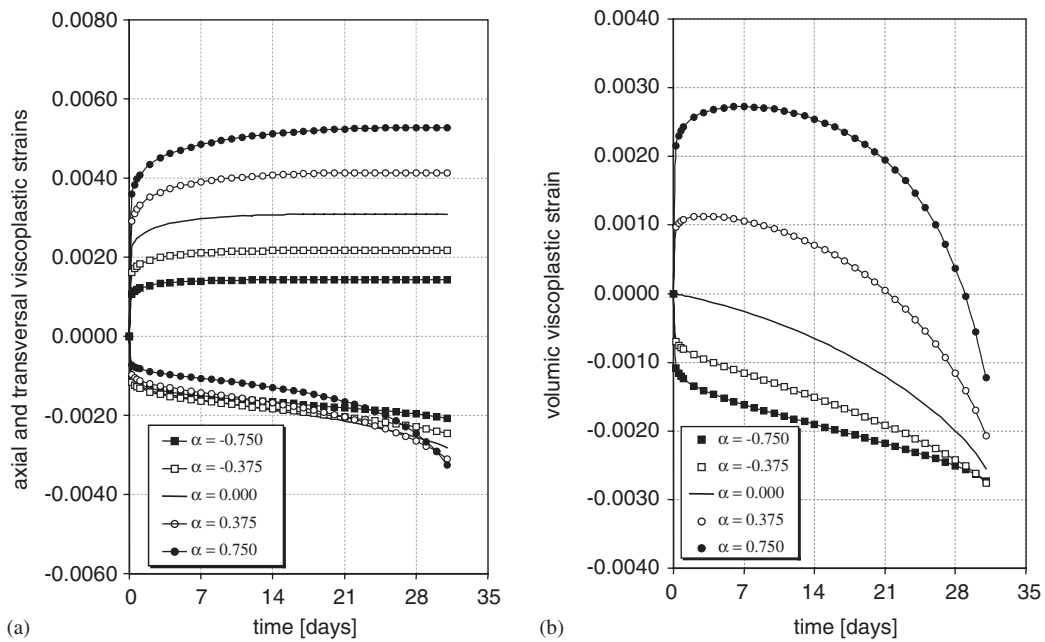 axial and transversal viscoplastic strains
0.0080
0.0060
0.0040
0.0020
0.0000
-0.0020
-0.0040
-0.0060
α = -0.750
α = -0.375
α = 0.000
α = 0.375
α = 0.750
0 7 14 21 28 35
time [days]
(a)
volumic viscoplastic strain
0.0040
0.0030
0.0020
0.0010
0.0000
-0.0010
-0.0020
-0.0030
-0.0040
α = -0.750
α = -0.375
α = 0.000
α = 0.375
α = 0.750
0 7 14 21 28 35
time [days]
(b)